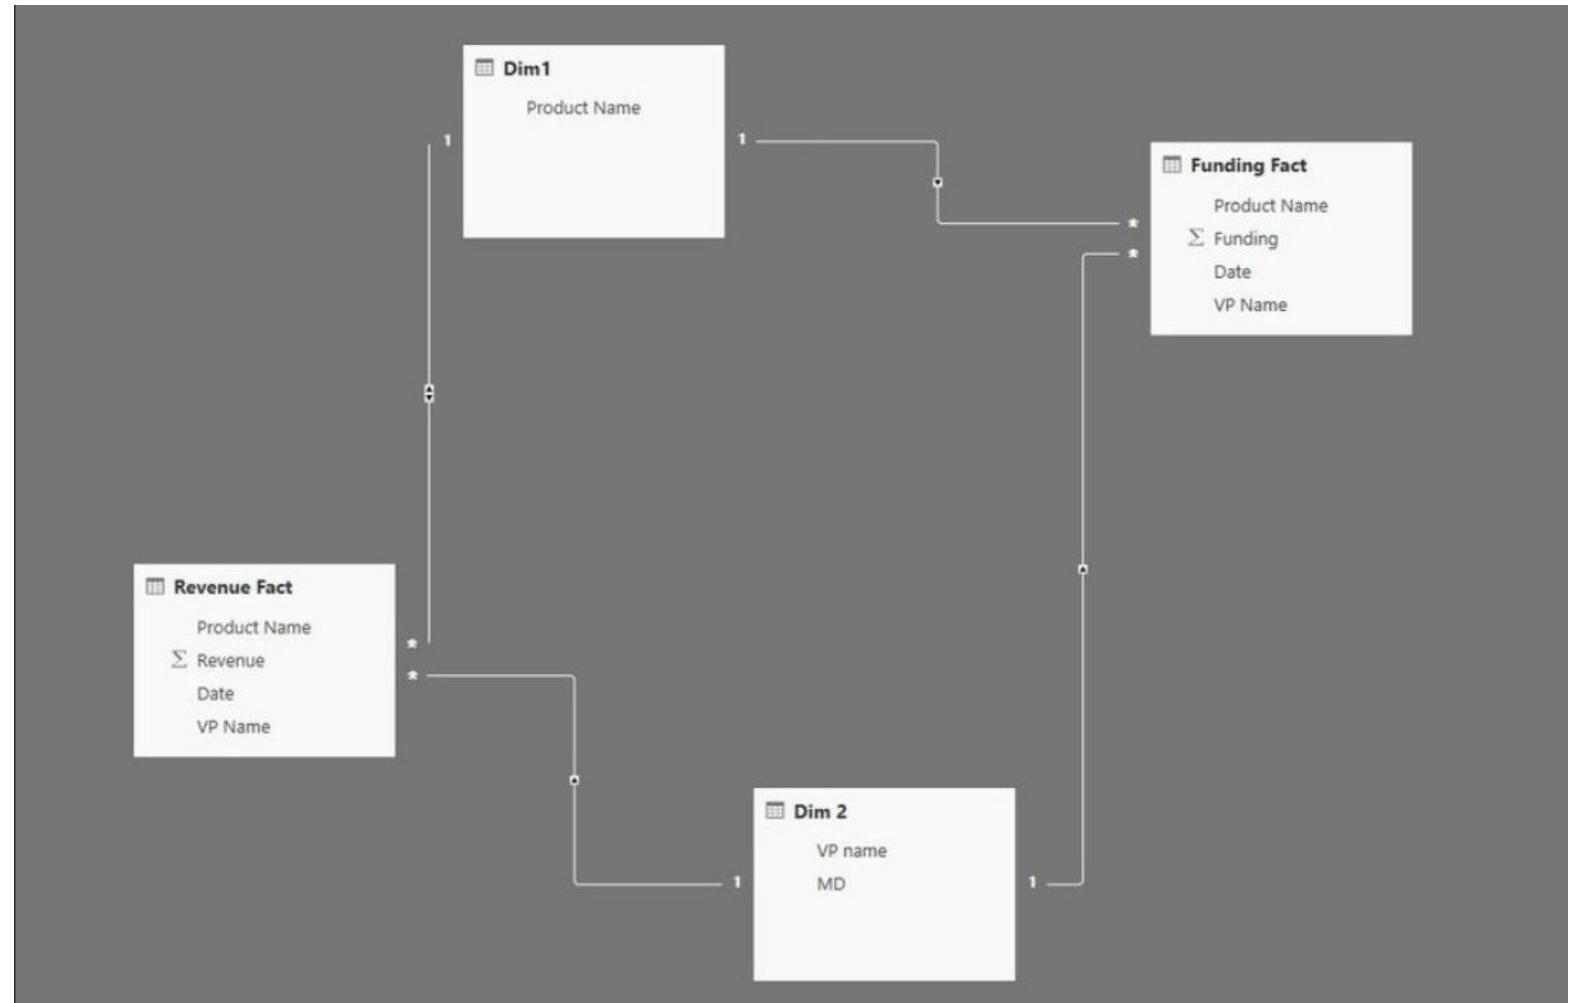 Dim1
Product Name
1
1
Funding Fact
Product Name
*
Σ Funding
*
Date
VP Name
Revenue Fact
Product Name
*
Σ Revenue
*
Date
VP Name
Dim 2
VP name
1
MD
1